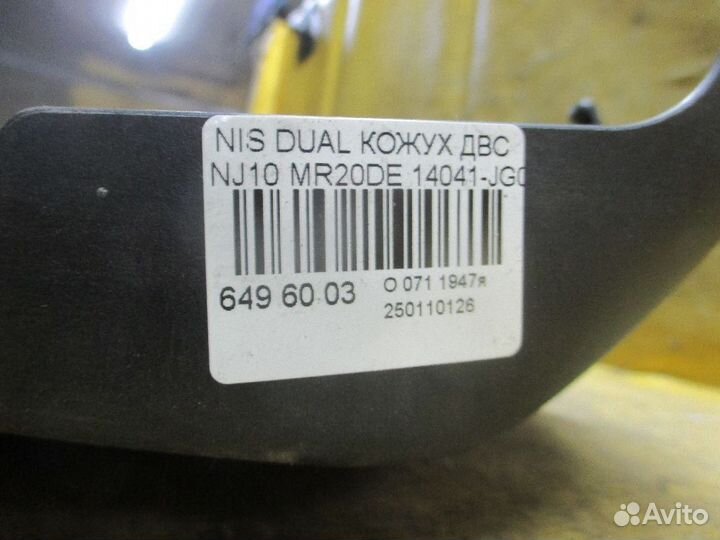 NIS DUAL КОЖУХ ДВС
NJ10 MR20DE 14041-JG0
649 60 03
О 071 1947я
250110126
Avito